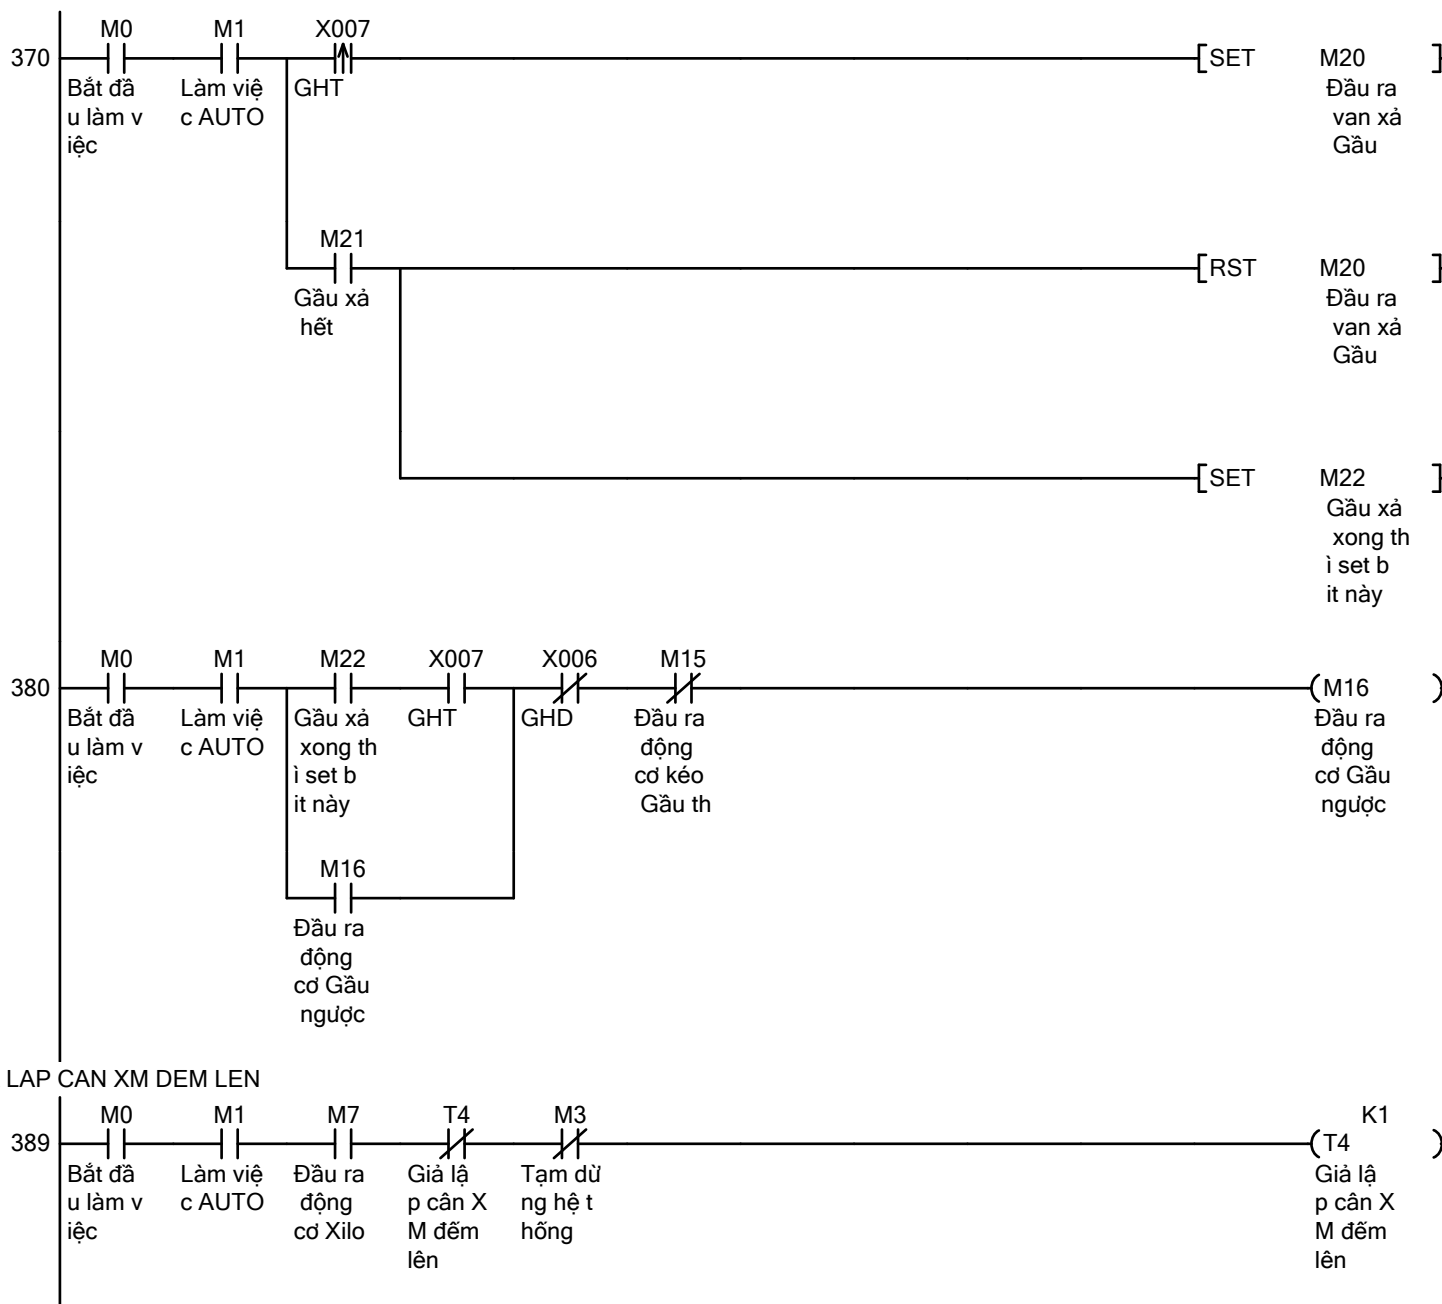 M0 M1 X007
370 SET M20
Bắt đầ Làm việ GHT Đầu ra
u làm v c AUTO van xả
iệc Gầu
M21
RST M20
Gầu xả Đầu ra
hết van xả
Gầu
SET M22
Gầu xả
xong th
ì set b
it này
M0 M1 M22 X007 X006 M15
380 M16
Bắt đầ Làm việ Gầu xả GHT GHD Đầu ra Đầu ra
u làm v c AUTO xong th động động
iệc ì set b cơ kéo cơ Gầu
it này Gầu th ngược
M16
Đầu ra
động
cơ Gầu
ngược
LAP CAN XM DEM LEN
M0 M1 M7 T4 M3 K1
389 T4
Bắt đầ Làm việ Đầu ra Giả lậ Tạm dừ Giả lậ
u làm v c AUTO động p cân X ng hệ t p cân X
iệc cơ Xilo M đếm hống M đếm
lên lên